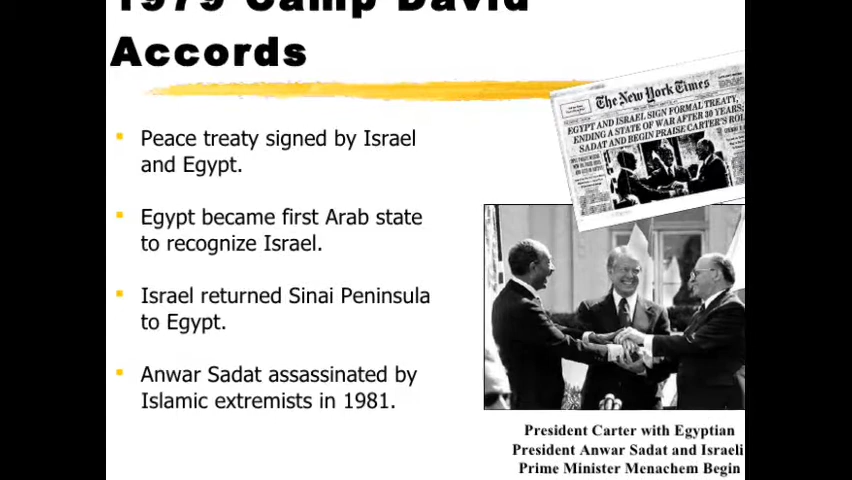 1979 Camp David
Accords
The New York Times
EGYPT AND ISRAEL SIGN FORMAL TREATY,
ENDING A STATE OF WAR AFTER 30 YEARS;
SADAT AND BEGIN PRAISE CARTER'S ROL
Peace treaty signed by Israel
and Egypt.
Egypt became first Arab state
to recognize Israel.
Israel returned Sinai Peninsula
to Egypt.
Anwar Sadat assassinated by
Islamic extremists in 1981.
President Carter with Egyptian
President Anwar Sadat and Israeli
Prime Minister Menachem Begin